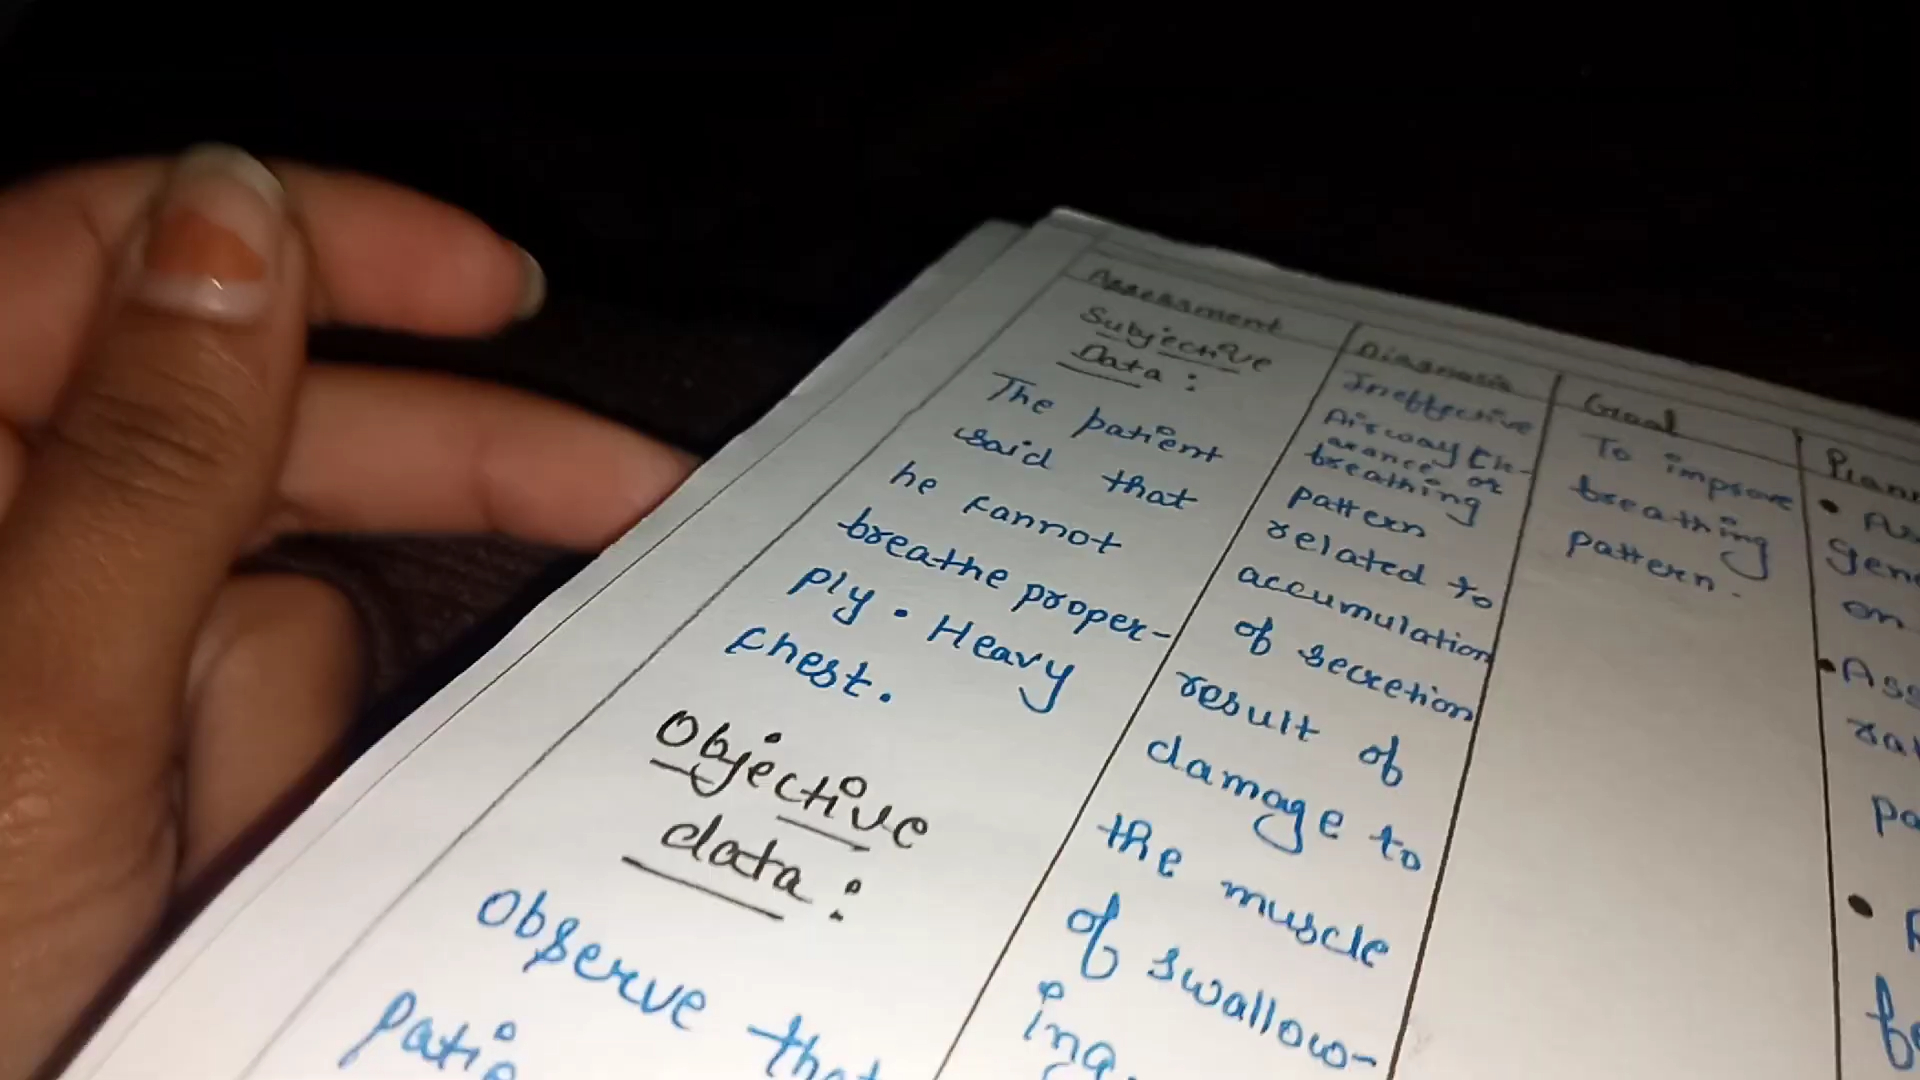 Assessment
Subjective
Data :
The patient
said that
he cannot
breathe proper-
ply. Heavy
chest.
Objective
data :
Observe that
Diagnosis
Ineffective
Airway Cle-
arance or
breathing
pattern
related to
accumulation
of secretion
result of
damage to
the muscle
of swallow-
ing.
Goal
To improve
breathing
pattern.